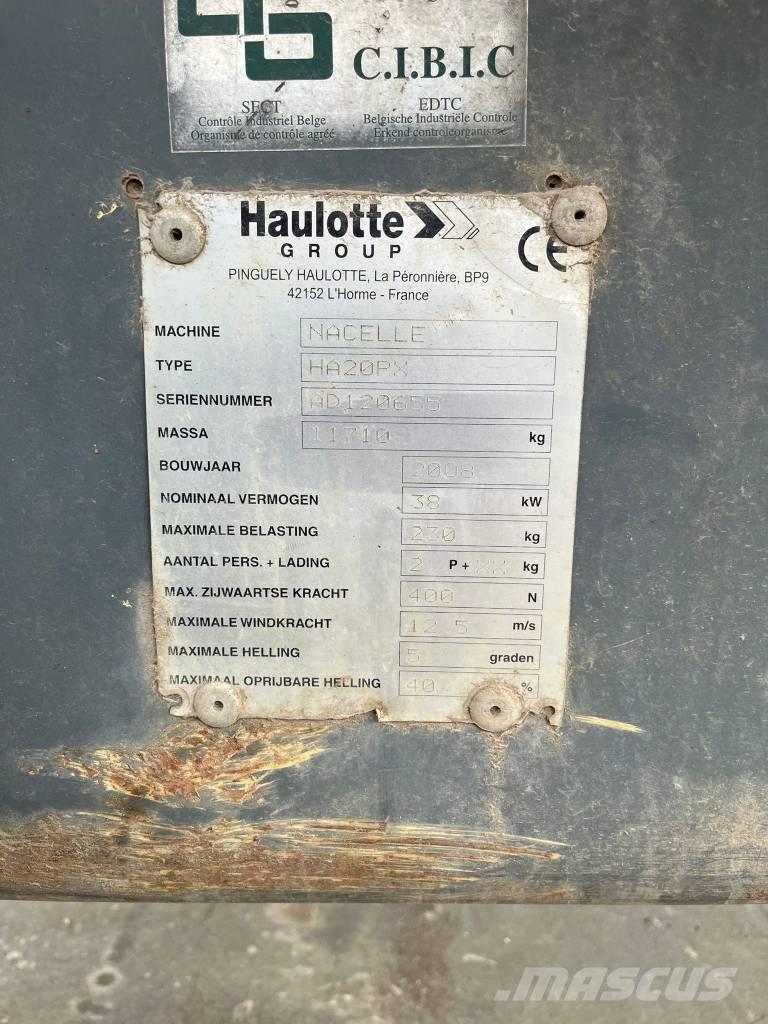 C.I.B.I.C
SECT EDTC
Contrôle Industriel Belge Belgische Industriële Controle
Organisme de contrôle agréé Erkend controleorganisme
Haulotte
GROUP
CE
PINGUELY HAULOTTE, La Péronnière, BP9
42152 L'Horme - France
MACHINE NACELLE
TYPE HA20PX
SERIENNUMMER AD120655
MASSA 11710 kg
BOUWJAAR 2008
NOMINAAL VERMOGEN 38 kW
MAXIMALE BELASTING 230 kg
AANTAL PERS. + LADING 2 P + XX kg
MAX. ZIJWAARTSE KRACHT 400 N
MAXIMALE WINDKRACHT 12.5 m/s
MAXIMALE HELLING 5 graden
MAXIMAAL OPRIJBARE HELLING 40 %
MASCUS